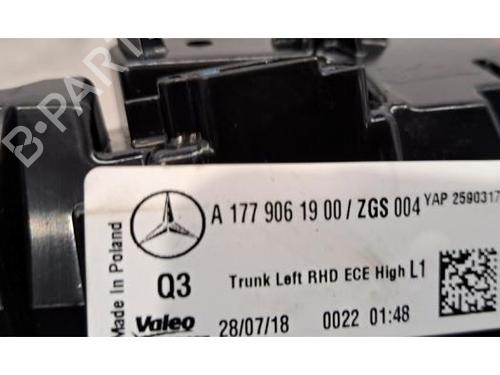 B-PARTS
A 177 906 19 00 / ZGS 004 YAP 2590317
Q3 Trunk Left RHD ECE High L1
Made In Poland
Valeo 28/07/18 0022 01:48